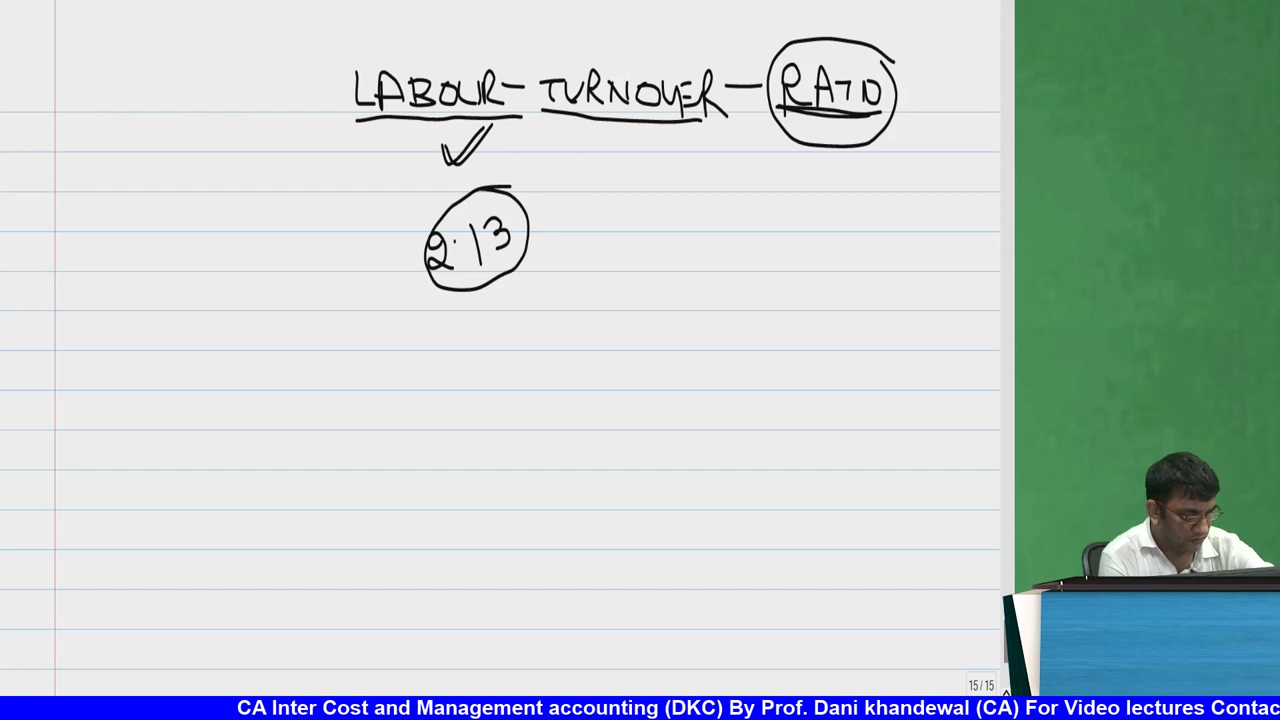 LABOUR - TURNOVER - RATIO
2.13
15 / 15
CA Inter Cost and Management accounting (DKC) By Prof. Dani khandewal (CA) For Video lectures Contac